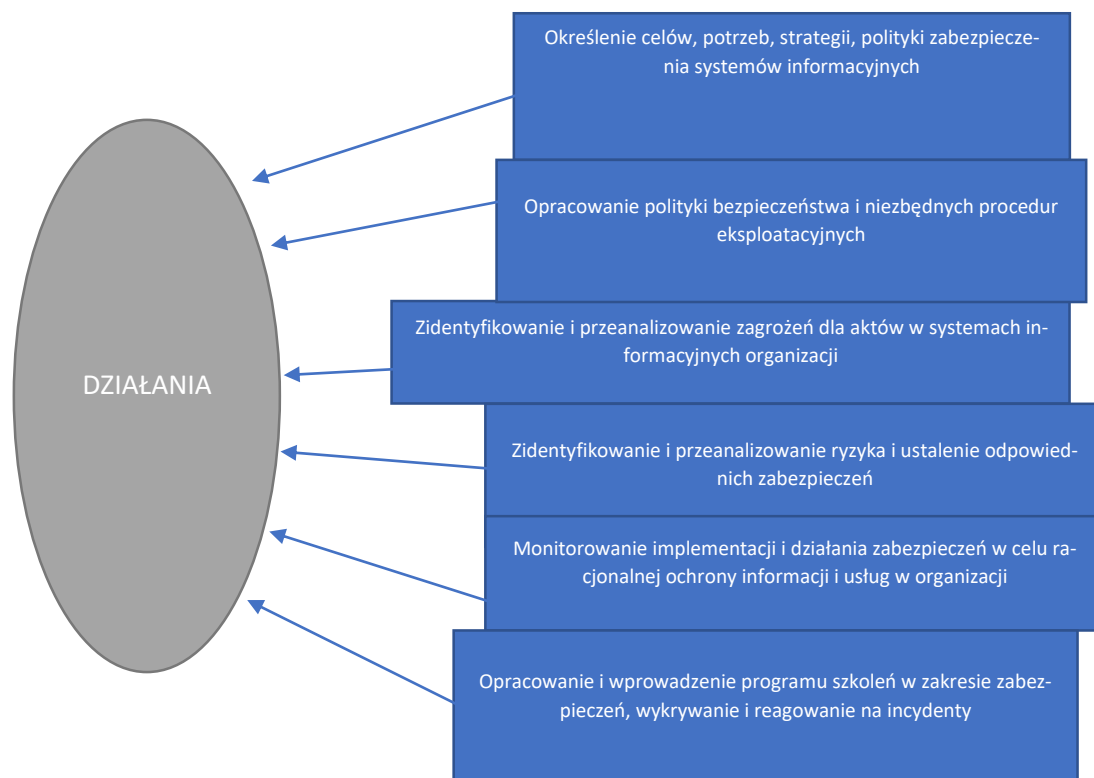 Określenie celów, potrzeb, strategii, polityki zabezpiecze-
nia systemów informacyjnych
Opracowanie polityki bezpieczeństwa i niezbędnych procedur
eksploatacyjnych
Zidentyfikowanie i przeanalizowanie zagrożeń dla aktów w systemach in-
formacyjnych organizacji
DZIAŁANIA
Zidentyfikowanie i przeanalizowanie ryzyka i ustalenie odpowied-
nich zabezpieczeń
Monitorowanie implementacji i działania zabezpieczeń w celu ra-
cjonalnej ochrony informacji i usług w organizacji
Opracowanie i wprowadzenie programu szkoleń w zakresie zabez-
pieczeń, wykrywanie i reagowanie na incydenty